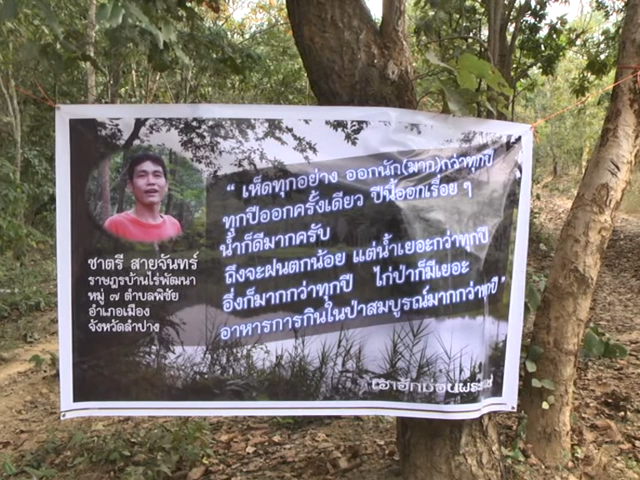 “ เห็ดทุกอย่าง ออกนัก(มาก)กว่าทุกปี
ทุกปีออกครั้งเดียว ปีนี้ออกเรื่อย ๆ
น้ำก็ดีมากครับ
ถึงจะฝนตกน้อย แต่น้ำเยอะกว่าทุกปี
อึ่งก็มากกว่าทุกปี ไก่ป่าก็มีเยอะ
อาหารการกินในป่าสมบูรณ์มากกว่าทุกปี ”
ชาตรี สายจันทร์
ราษฎรบ้านไร่พัฒนา
หมู่ ๗ ตำบลพิชัย
อำเภอเมือง
จังหวัดลำปาง